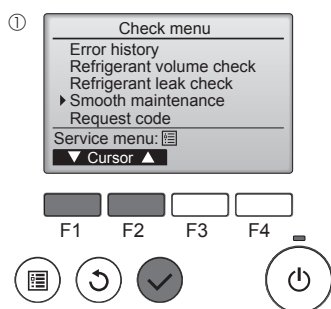 ①
Check menu
Error history
Refrigerant volume check
Refrigerant leak check
Smooth maintenance
Request code
Service menu:
▼ Cursor ▲
F1 F2 F3 F4